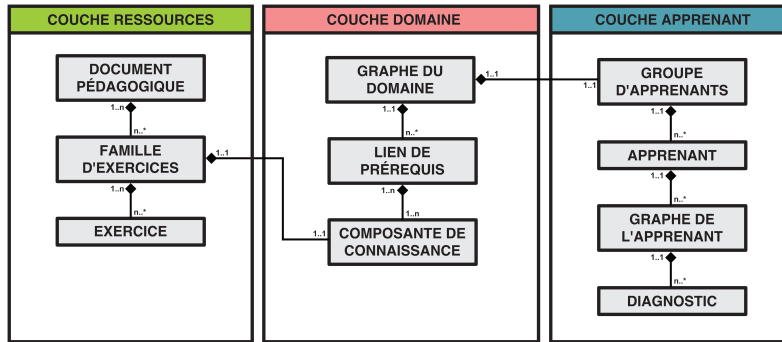 COUCHE RESSOURCES
DOCUMENT
PÉDAGOGIQUE
1..n
n..*
FAMILLE
D'EXERCICES
1..1
1..n
n..*
EXERCICE
COUCHE DOMAINE
GRAPHE DU
DOMAINE
1..1
1..1
n..*
LIEN DE
PRÉREQUIS
1..n
1..n
1..1
COMPOSANTE DE
CONNAISSANCE
COUCHE APPRENANT
1..1
GROUPE
D'APPRENANTS
1..1
n..*
APPRENANT
1..1
n..*
GRAPHE DE
L'APPRENANT
1..1
n..*
DIAGNOSTIC